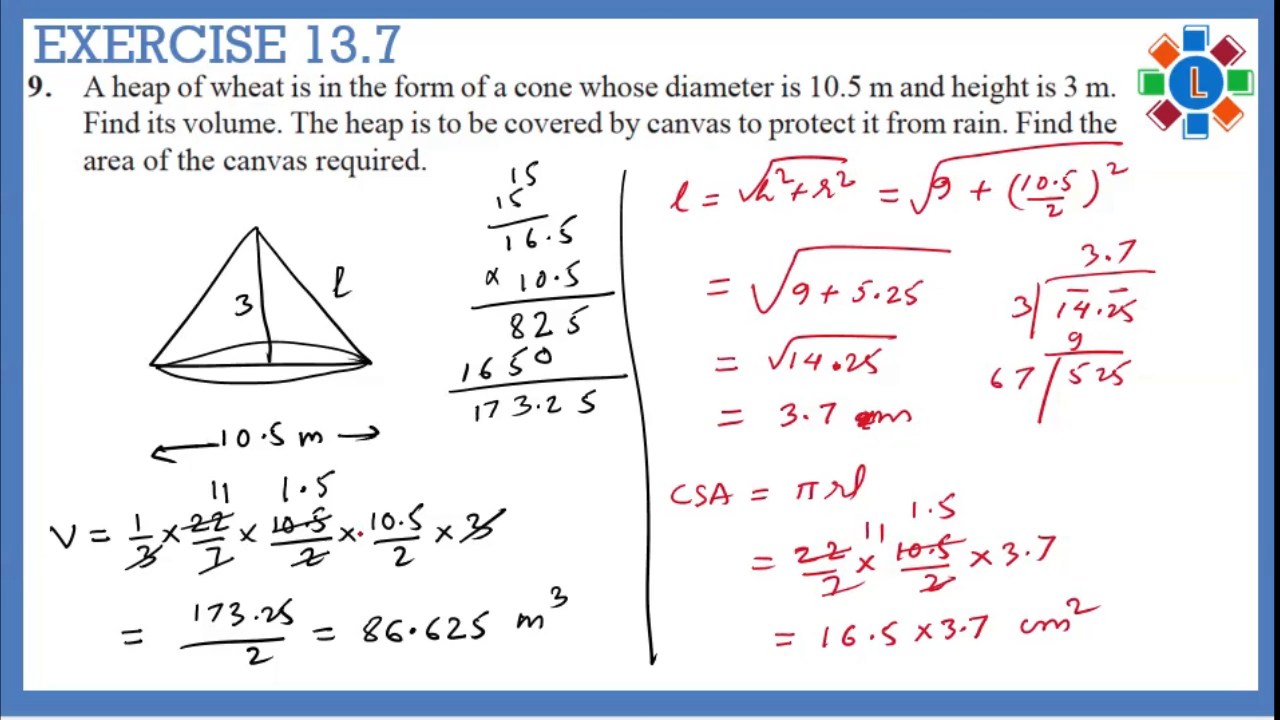 EXERCISE 13.7
L
9. A heap of wheat is in the form of a cone whose diameter is 10.5 m and height is 3 m.
Find its volume. The heap is to be covered by canvas to protect it from rain. Find the
area of the canvas required.
3
l
10.5 m
V = 1/3 × 22/7 × 10.5/2 × 10.5/2 × 3
11 1.5
= 173.25/2 = 86.625 m³
15
15
16.5
× 10.5
825
1650
173.25
l = √h²+r² = √9 + (10.5/2)²
= √9 + 5.25
= √14.25
= 3.7 m
3.7
3 14.25
9
67 525
CSA = πrl
11 1.5
= 22/7 × 10.5/2 × 3.7
= 16.5 × 3.7 cm²